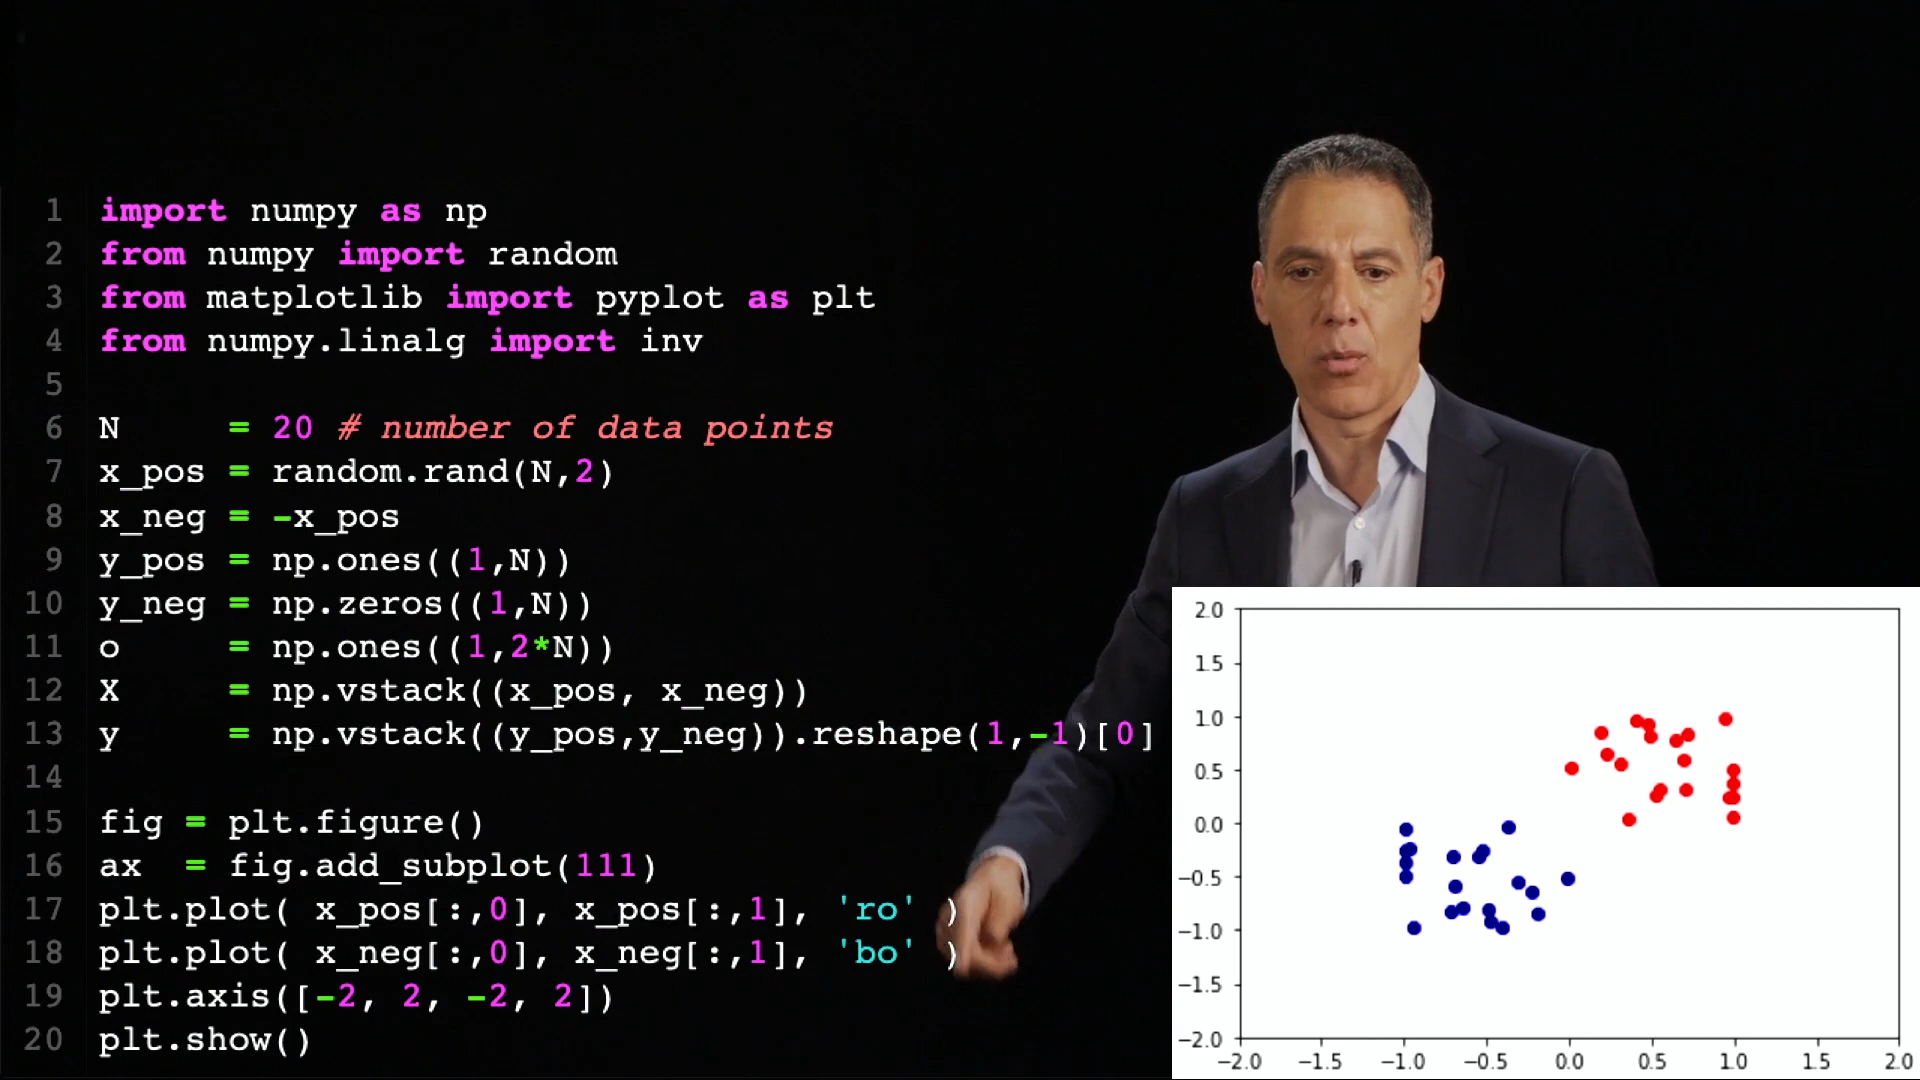 1 import numpy as np
2 from numpy import random
3 from matplotlib import pyplot as plt
4 from numpy.linalg import inv
5
6 N = 20 # number of data points
7 x_pos = random.rand(N,2)
8 x_neg = -x_pos
9 y_pos = np.ones((1,N))
10 y_neg = np.zeros((1,N))
11 o = np.ones((1,2*N))
12 X = np.vstack((x_pos, x_neg))
13 y = np.vstack((y_pos,y_neg)).reshape(1,-1)[0]
14
15 fig = plt.figure()
16 ax = fig.add_subplot(111)
17 plt.plot( x_pos[:,0], x_pos[:,1], 'ro' )
18 plt.plot( x_neg[:,0], x_neg[:,1], 'bo' )
19 plt.axis([-2, 2, -2, 2])
20 plt.show()
2.0
1.5
1.0
0.5
0.0
−0.5
−1.0
−1.5
−2.0
−2.0 −1.5 −1.0 −0.5 0.0 0.5 1.0 1.5 2.0